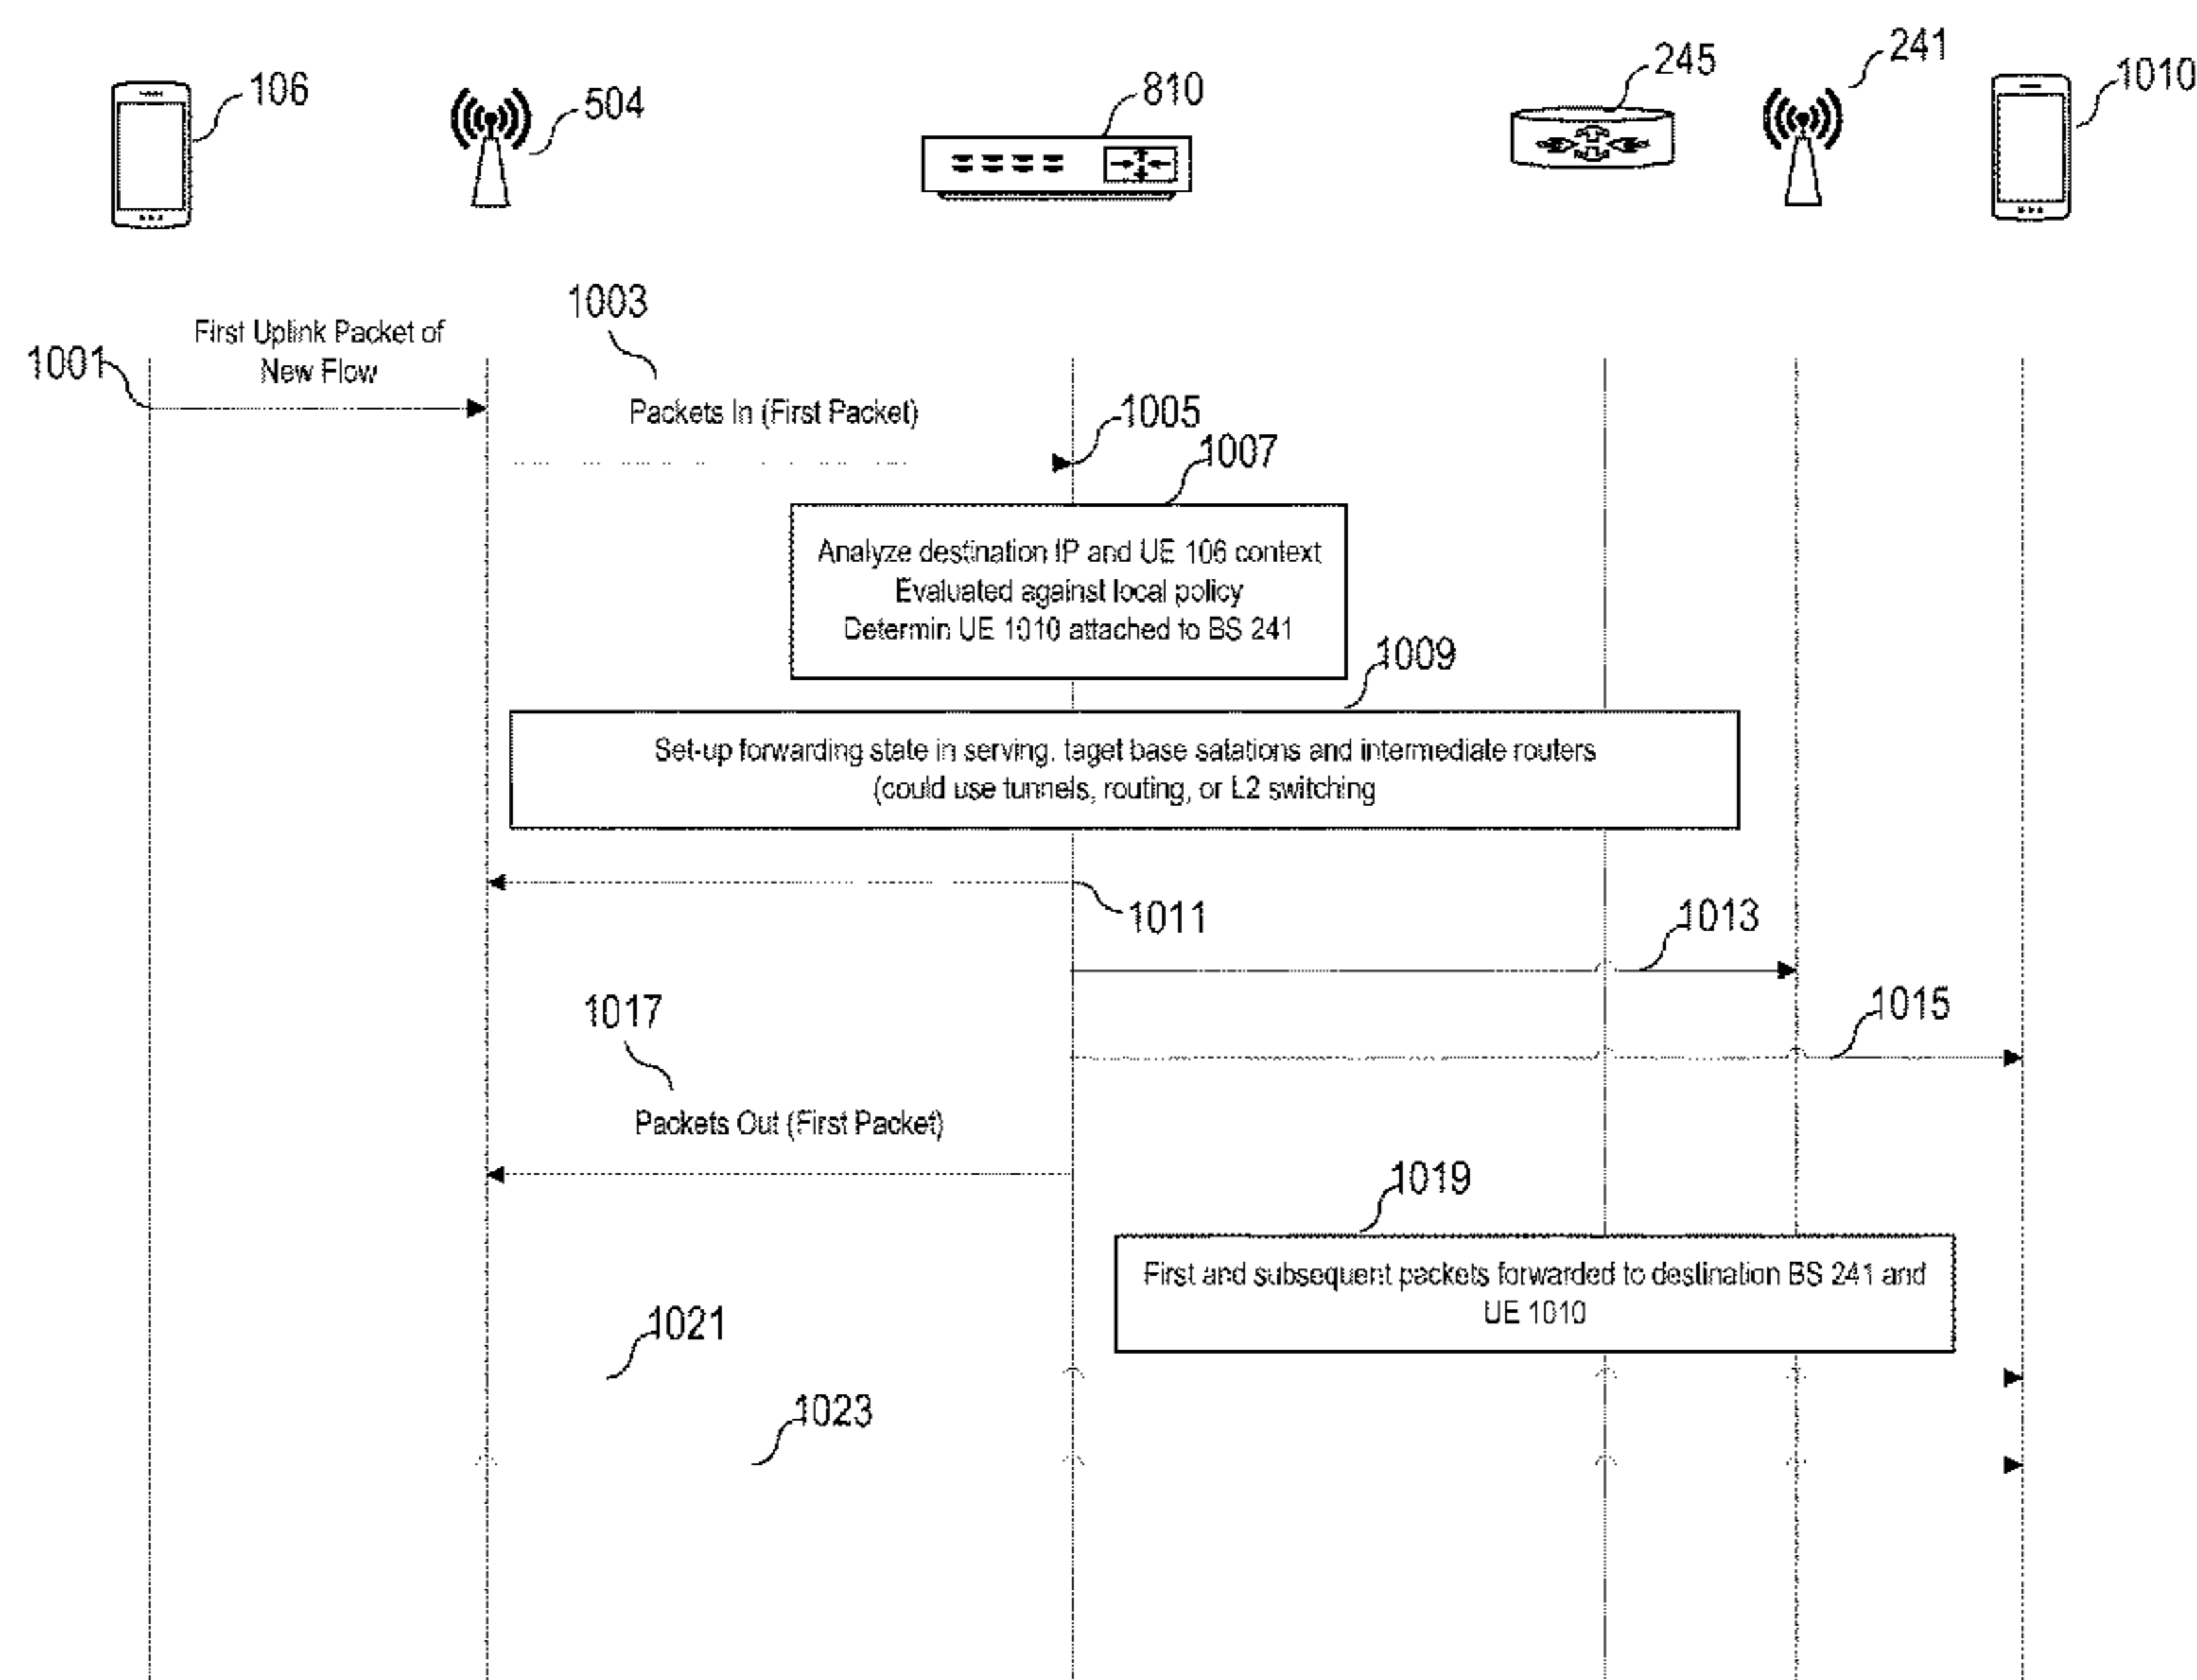 106
504
810
245
241
1010
1003
First Uplink Packet of
New Flow
1001
Packets In (First Packet)
1005
1007
Analyze destination IP and UE 106 context
Evaluated against local policy
Determin UE 1010 attached to BS 241
1009
Set-up forwarding state in serving, taget base satations and intermediate routers
(could use tunnels, routing, or L2 switching
1011
1013
1015
1017
Packets Out (First Packet)
1019
First and subsequent packets forwarded to destination BS 241 and
UE 1010
1021
1023